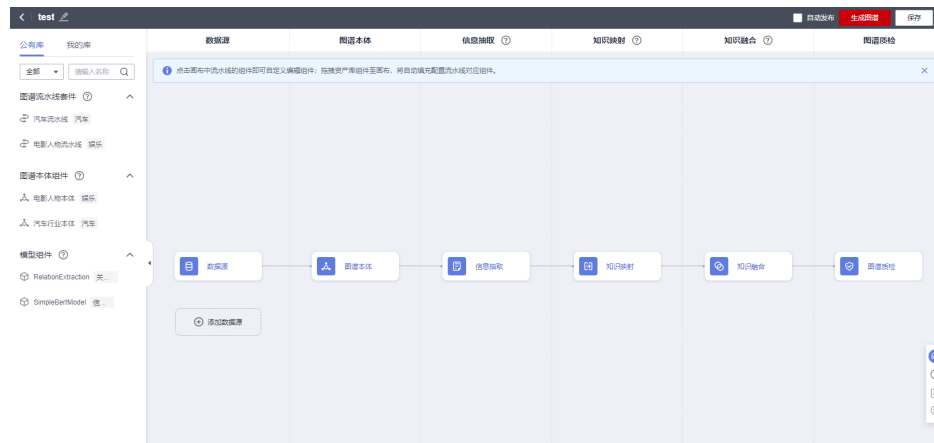 test
自动发布 生成图谱 保存
公有库 我的库
数据源 图谱本体 信息抽取 知识映射 知识融合 图谱质检
全部 请输入名称
点击画布中流水线的组件即可自定义编辑组件；拖拽资产库组件至画布，将自动填充配置流水线对应组件。
图谱流水线套件
汽车流水线 汽车
电影人物流水线 娱乐
图谱本体组件
电影人物本体 娱乐
汽车行业本体 汽车
模型组件
RelationExtraction 关...
SimpleBertModel 信...
数据源 图谱本体 信息抽取 知识映射 知识融合 图谱质检
添加数据源